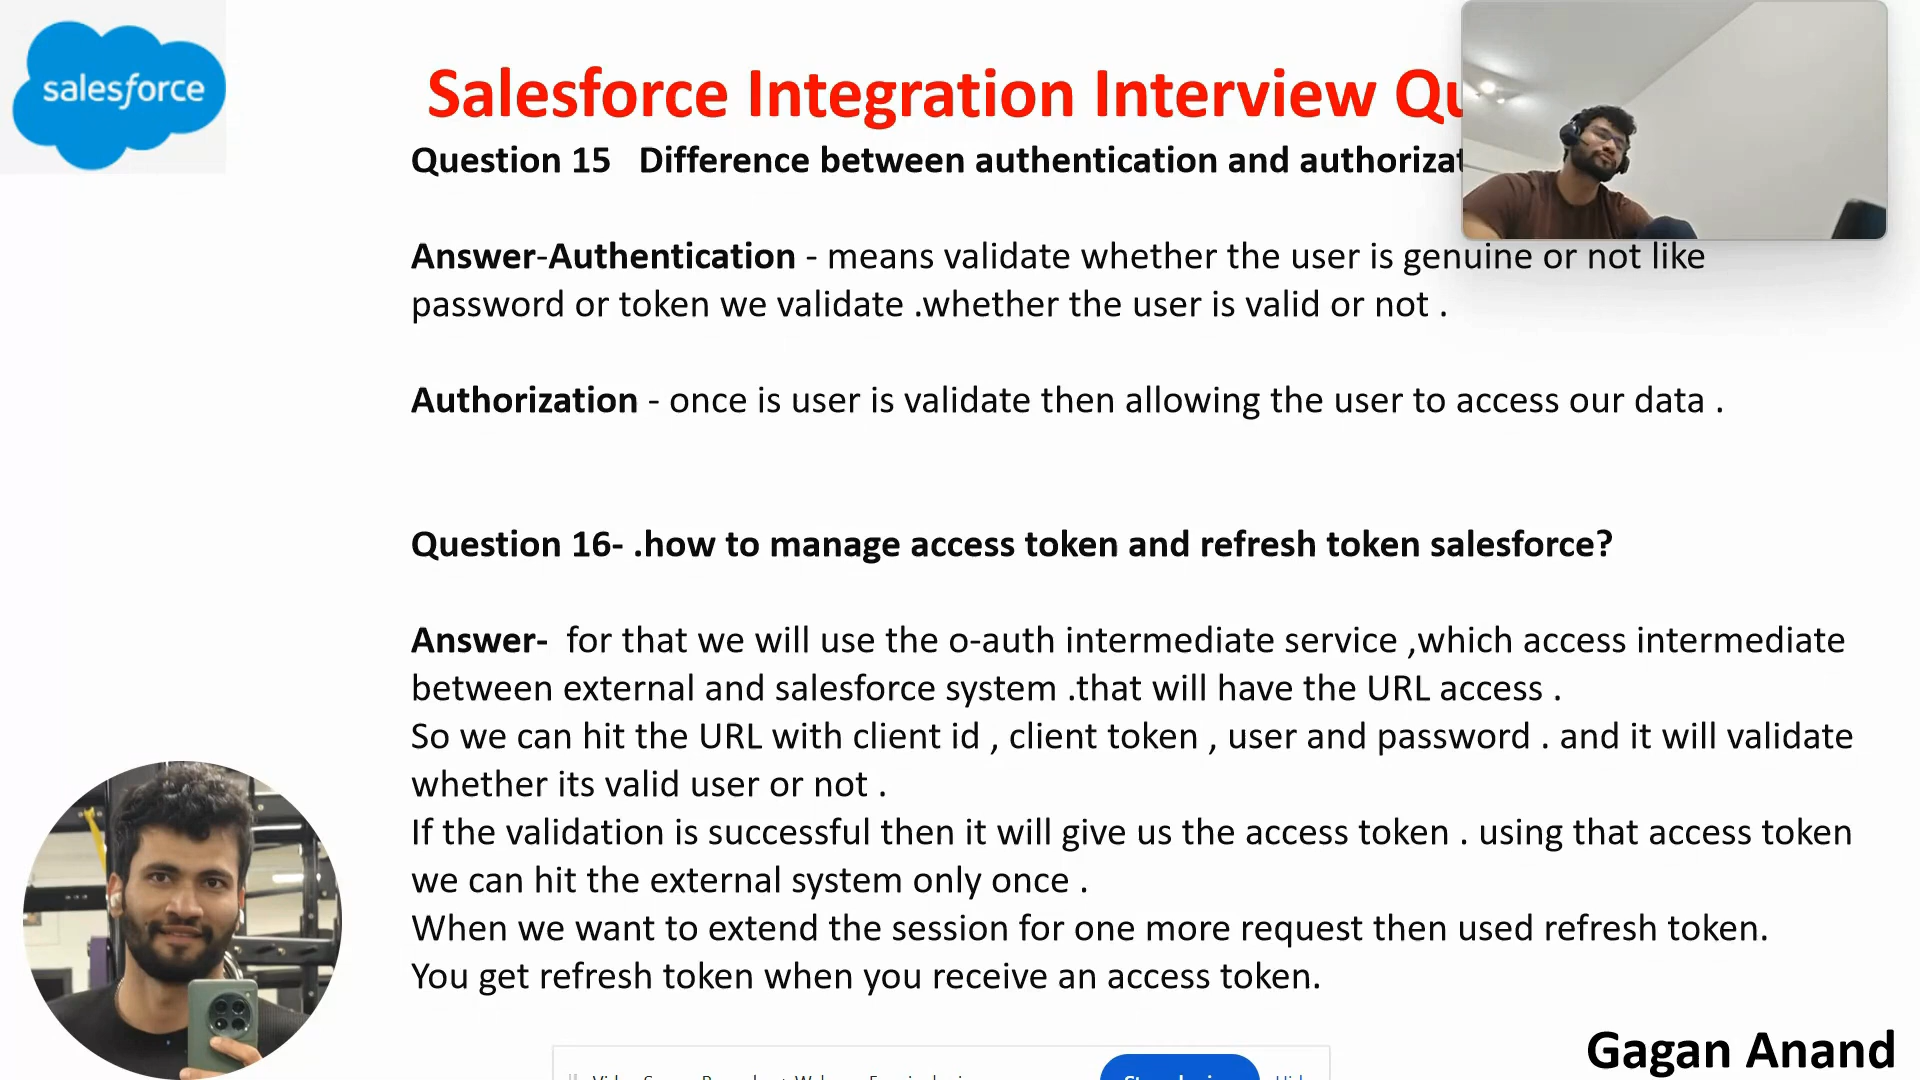 salesforce
Salesforce Integration Interview
Question 15 Difference between authentication and
Answer-Authentication - means validate whether the user is genuine or not like
password or token we validate .whether the user is valid or not .
Authorization - once is user is validate then allowing the user to access our data .
Question 16- .how to manage access token and refresh token salesforce?
Answer- for that we will use the o-auth intermediate service ,which access intermediate
between external and salesforce system .that will have the URL access .
So we can hit the URL with client id , client token , user and password . and it will validate
whether its valid user or not .
If the validation is successful then it will give us the access token . using that access token
we can hit the external system only once .
When we want to extend the session for one more request then used refresh token.
You get refresh token when you receive an access token.
Gagan Anand